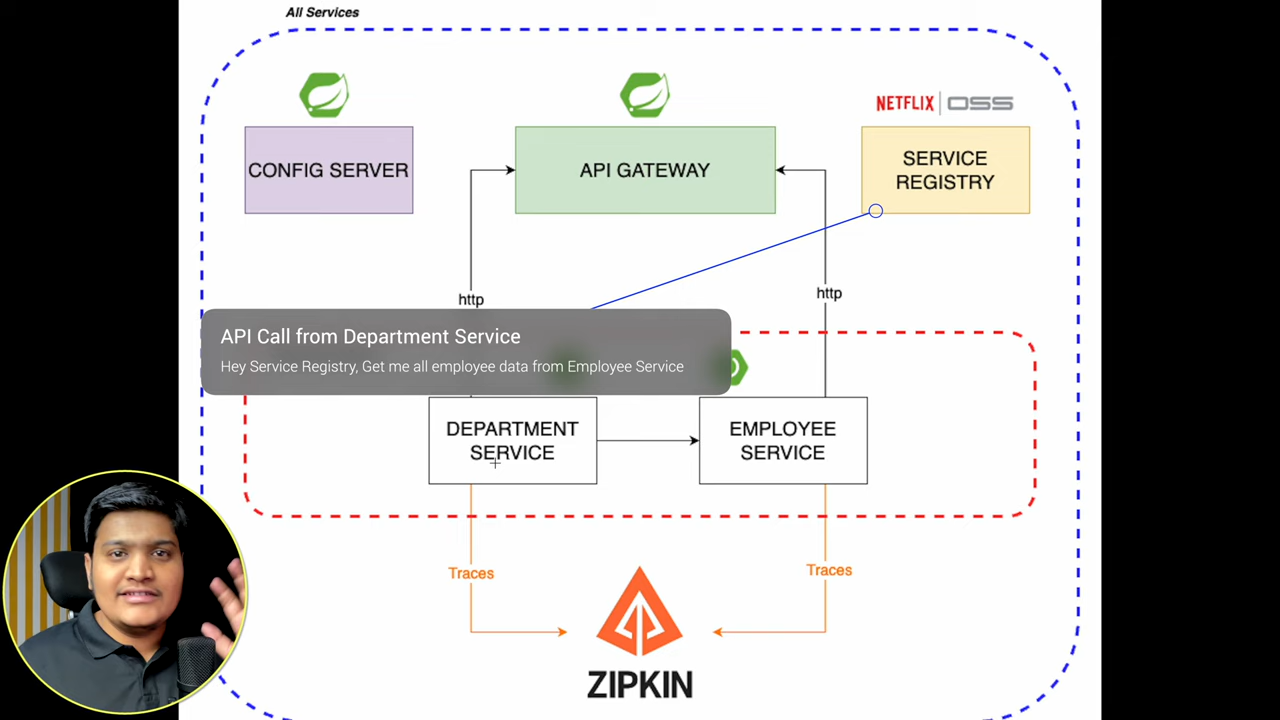 All Services
NETFLIX OSS
CONFIG SERVER
API GATEWAY
SERVICE
REGISTRY
http
http
API Call from Department Service
Hey Service Registry, Get me all employee data from Employee Service
DEPARTMENT
SERVICE
EMPLOYEE
SERVICE
Traces
Traces
ZIPKIN